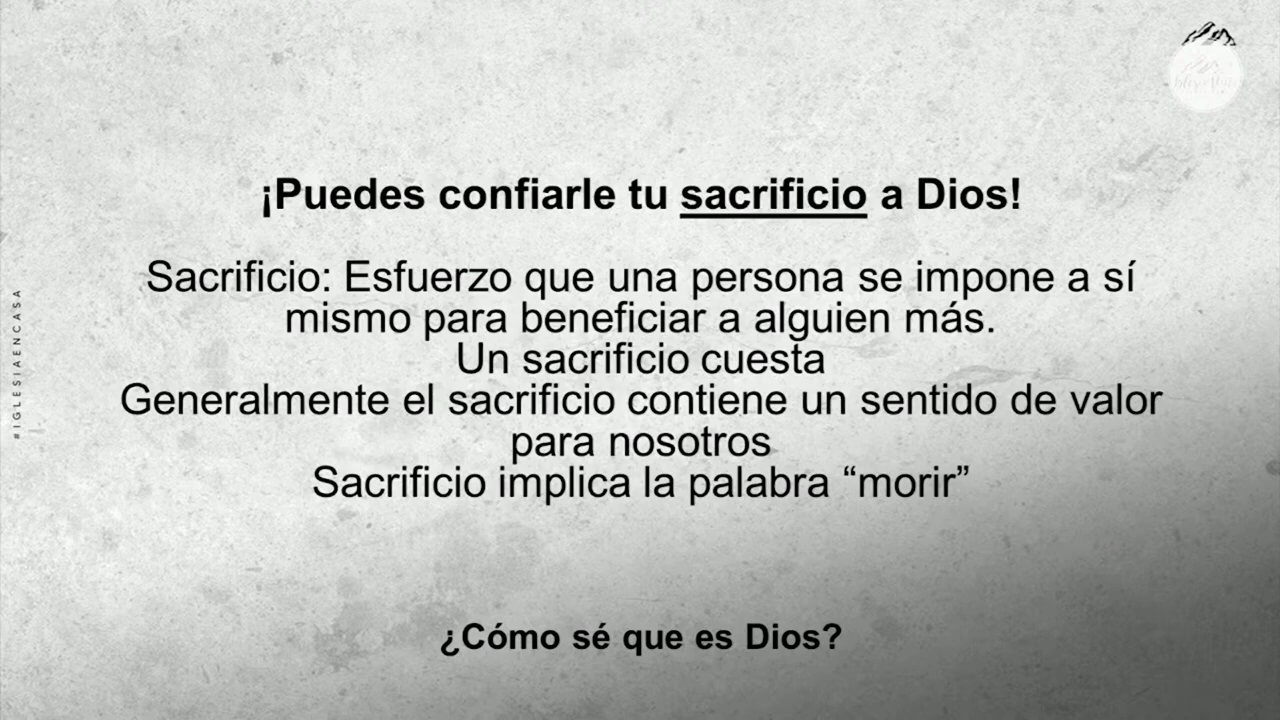 ¡Puedes confiarle tu sacrificio a Dios!
Sacrificio: Esfuerzo que una persona se impone a sí
mismo para beneficiar a alguien más.
Un sacrificio cuesta
Generalmente el sacrificio contiene un sentido de valor
para nosotros
Sacrificio implica la palabra “morir”
¿Cómo sé que es Dios?
#IGLESIAENCASA